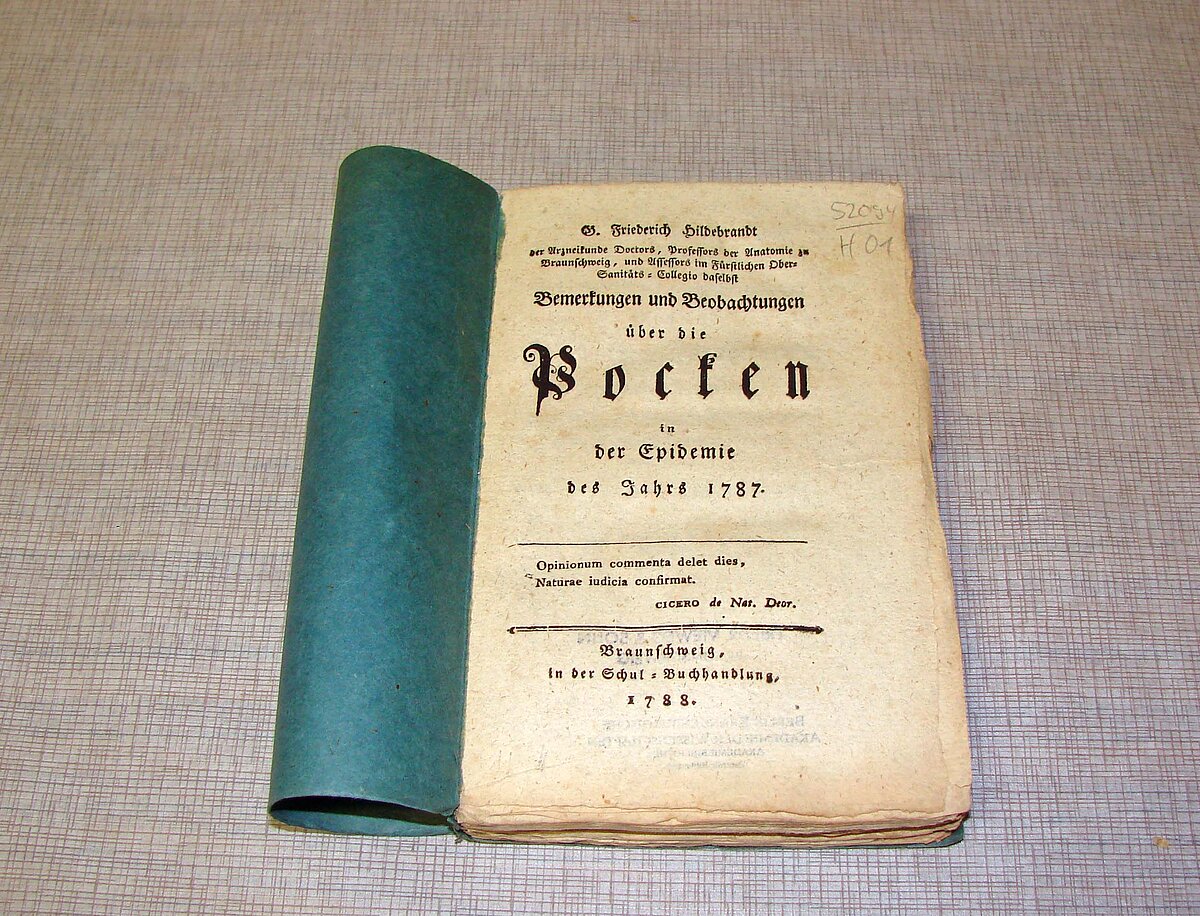 52094
H 01
G. Friederich Hildebrandt
der Arzneikunde Doctors, Professors der Anatomie zu
Braunschweig, und Assessors im Fürstlichen Ober-
Sanitäts-Collegio daselbst
Bemerkungen und Beobachtungen
über die
Pocken
in
der Epidemie
des Jahrs 1787.
Opinionum commenta delet dies,
Naturae iudicia confirmat.
CICERO de Nat. Deor.
Braunschweig,
in der Schul-Buchhandlung,
1788.